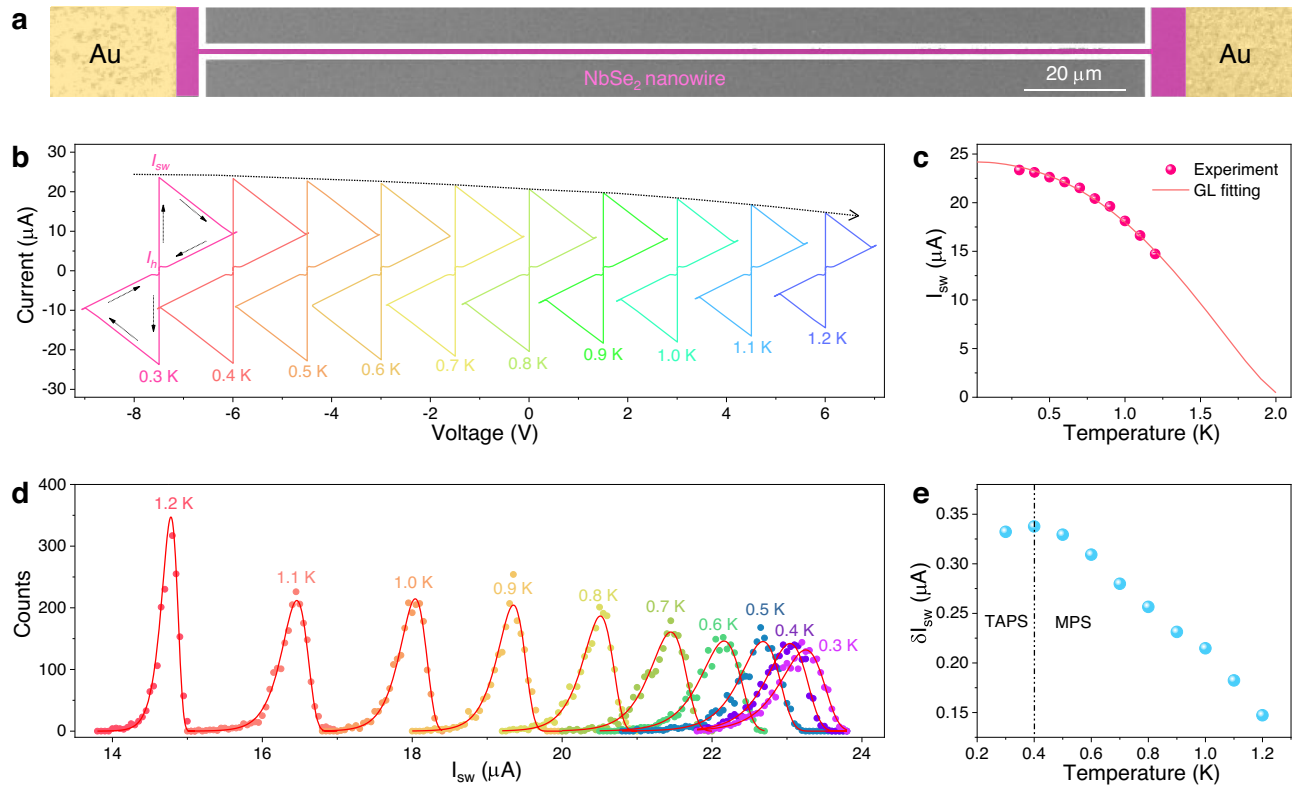 a
Au
NbSe₂ nanowire
20 μm
Au
b
Current (μA)
30
20
10
0
-10
-20
-30
I_sw
I_h
0.3 K
0.4 K
0.5 K
0.6 K
0.7 K
0.8 K
0.9 K
1.0 K
1.1 K
1.2 K
-8
-6
-4
-2
0
2
4
6
Voltage (V)
c
I_sw (μA)
25
20
15
10
5
0
Experiment
GL fitting
0.5
1.0
1.5
2.0
Temperature (K)
d
Counts
400
300
200
100
0
1.2 K
1.1 K
1.0 K
0.9 K
0.8 K
0.7 K
0.6 K
0.5 K
0.4 K
0.3 K
14
16
18
20
22
24
I_sw (μA)
e
δI_sw (μA)
0.35
0.30
0.25
0.20
0.15
TAPS
MPS
0.2
0.4
0.6
0.8
1.0
1.2
Temperature (K)